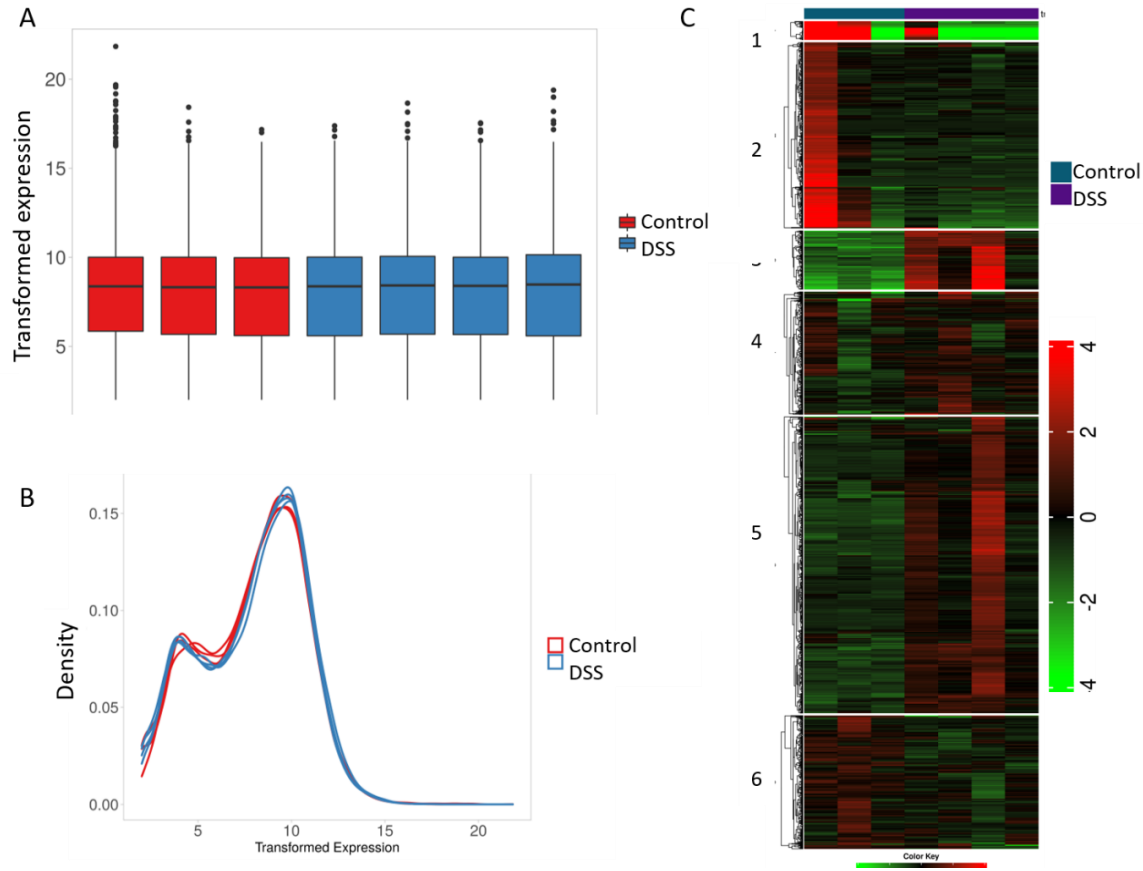 A
20
15
10
5
Transformed expression
Control
DSS
B
0.15
0.10
0.05
0.00
Density
5
10
15
20
Transformed Expression
Control
DSS
C
1
2
4
5
6
Control
DSS
4
2
0
-2
-4
Color Key